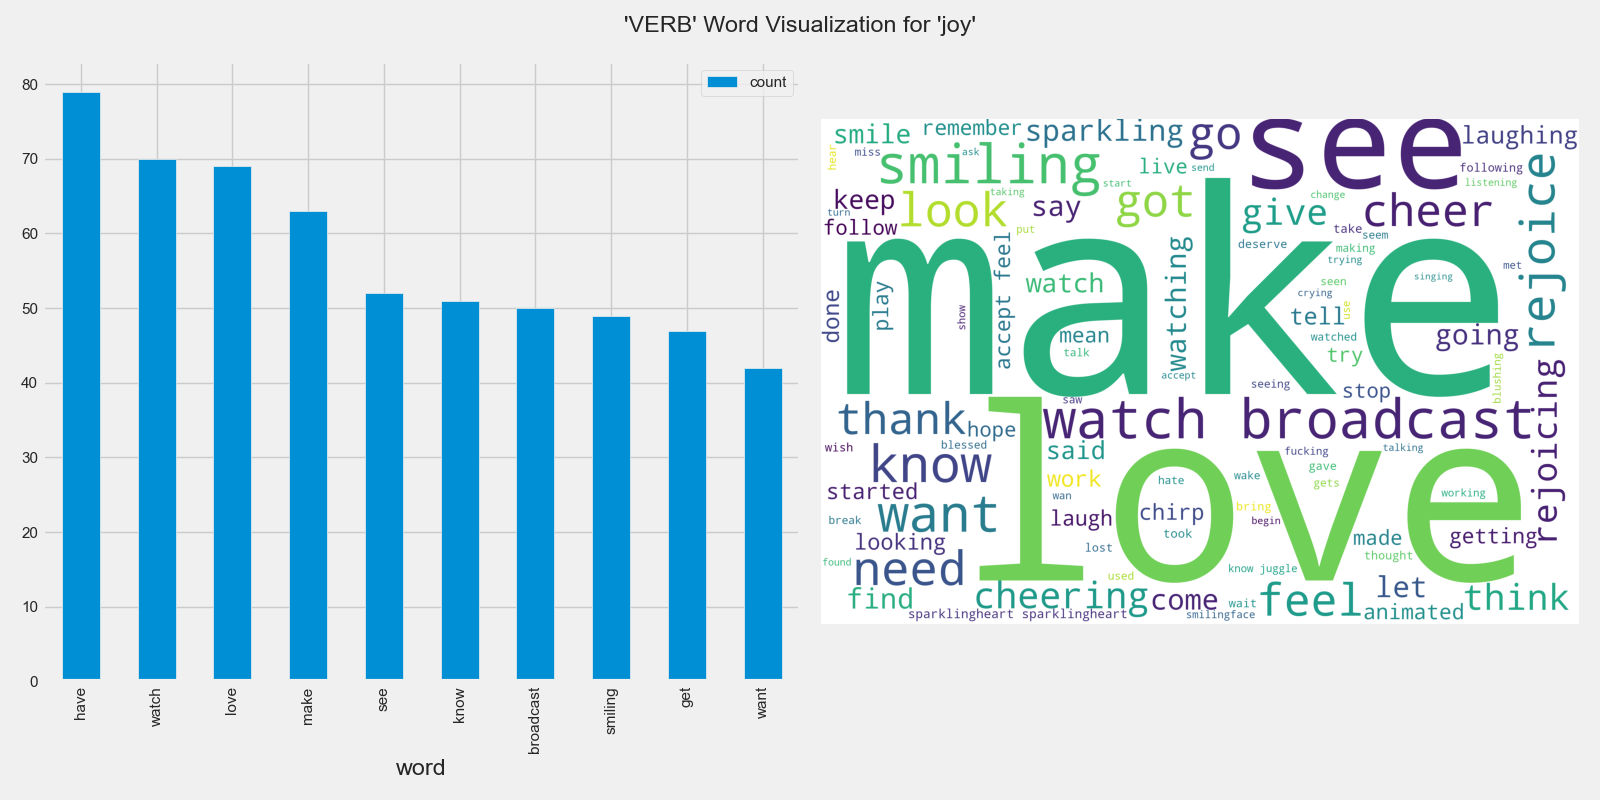 'VERB' Word Visualization for 'joy'
count
80
70
60
50
40
30
20
10
0
have
watch
love
make
see
know
broadcast
smiling
get
want
word
smile
remember
sparkling
go
see
laughing
hear
miss
ask
smiling
live
send
following
listening
taking
start
keep
look
say
got
give
change
cheer
rejoice
turn
follow
put
take
seem
deserve
making
trying
make
accept feel
watching
watch
done
play
show
mean
talk
accept
seen
crying
use
singing
met
tell
watched
going
try
seeing
stop
blushing
saw
thank
hope
watch broadcast
rejoicing
wish
blessed
know
said
love
fucking
talking
gave
gets
started
work
hate
wake
wan
working
want
laugh
chirp
bring
begin
break
looking
lost
took
made
getting
thought
found
need
used
know juggle
find
cheering
come
wait
feel
let
think
animated
sparklingheart sparklingheart
smilingface